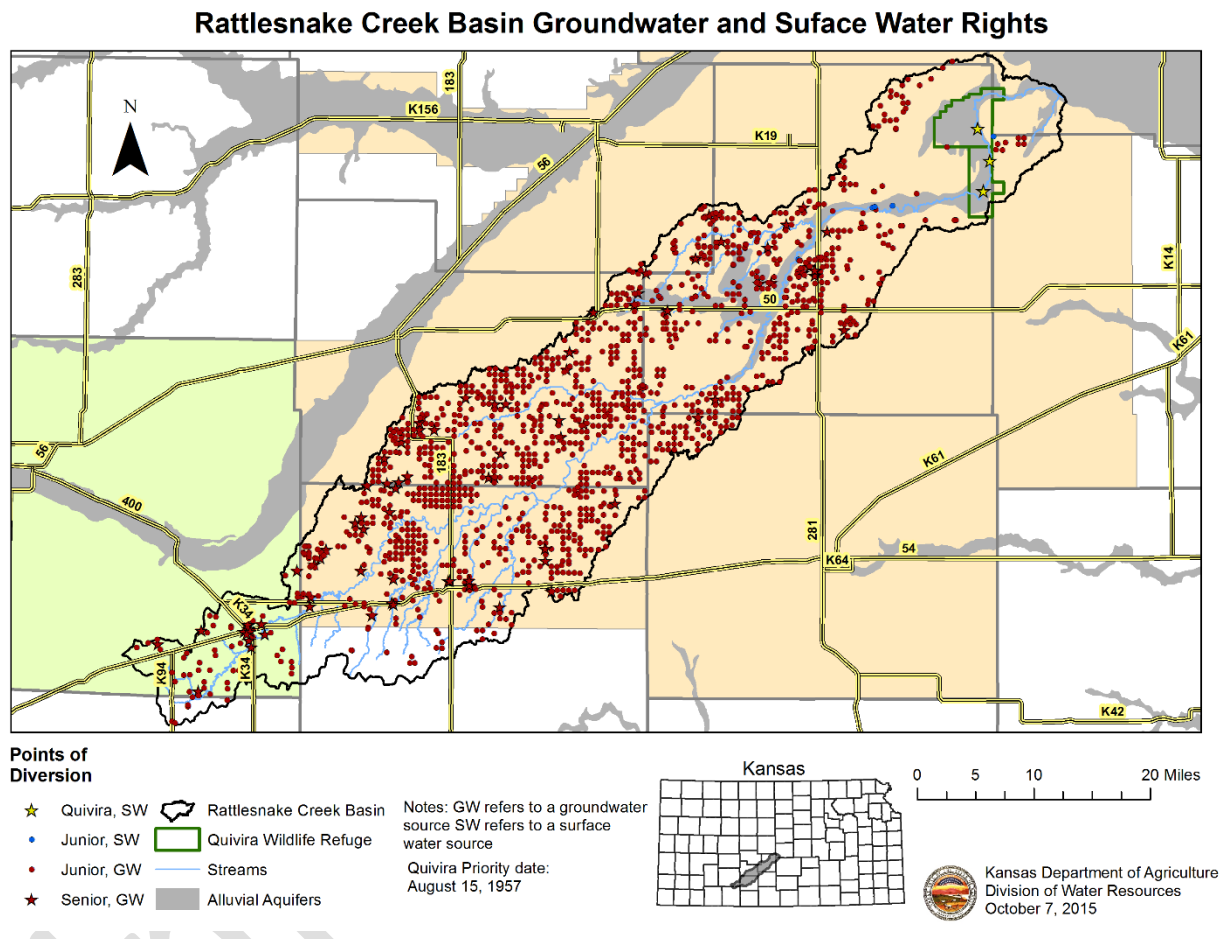 Rattlesnake Creek Basin Groundwater and Suface Water Rights
N
183
K156
K19
56
283
K14
50
K61
183
56
400
K61
281
54
K64
K34
K94
K34
K42
Points of
Diversion
Quivira, SW
Junior, SW
Junior, GW
Senior, GW
Rattlesnake Creek Basin
Quivira Wildlife Refuge
Streams
Alluvial Aquifers
Notes: GW refers to a groundwater
source SW refers to a surface
water source
Quivira Priority date:
August 15, 1957
Kansas
0 5 10 20 Miles
Kansas Department of Agriculture
Division of Water Resources
October 7, 2015